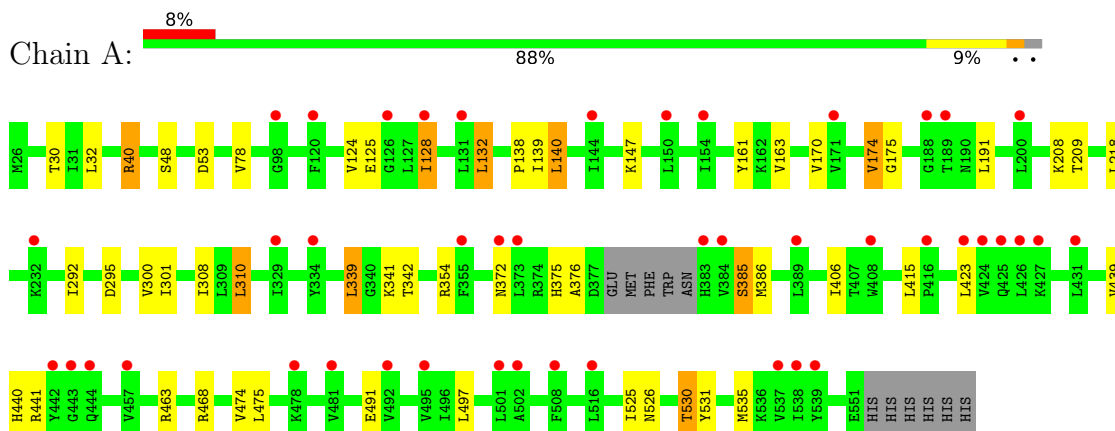 8%
Chain A:
88% 9% • •
M26 T30 I31 L32 R40 S48 D53 V78 G98 F120 V124 E125 G126 L127 I128 L131 L132 P138 I139 L140 I144 K147 L150 I154 Y161 K162 V163 V170 V171 V174 G175 G188 T189 N190 L191 L200 K208 T209 L218
K232 I292 D295 V300 I301 I308 L309 L310 I329 Y334 L339 G340 K341 T342 R354 F355 N372 L373 R374 H375 A376 D377 GLU MET PHE TRP ASN H383 V384 S385 M386 L389 I406 T407 W408 L415 P416 L423 V424 Q425 L426 K427 L431 V439
H440 R441 Y442 G443 Q444 V457 R463 R468 V474 L475 K478 V481 E491 V492 V495 I496 L497 L501 A502 F508 L516 I525 N526 T530 Y531 M535 K536 V537 I538 Y539 E551 HIS HIS HIS HIS HIS HIS